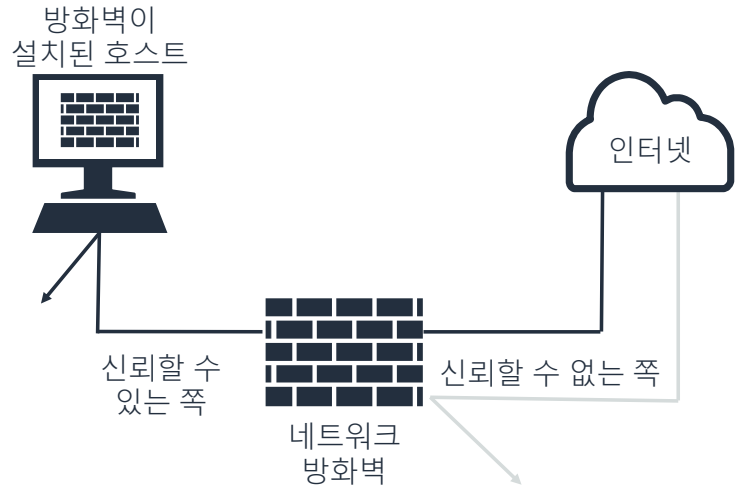 방화벽이
설치된 호스트
인터넷
신뢰할 수
있는 쪽
신뢰할 수 없는 쪽
네트워크
방화벽